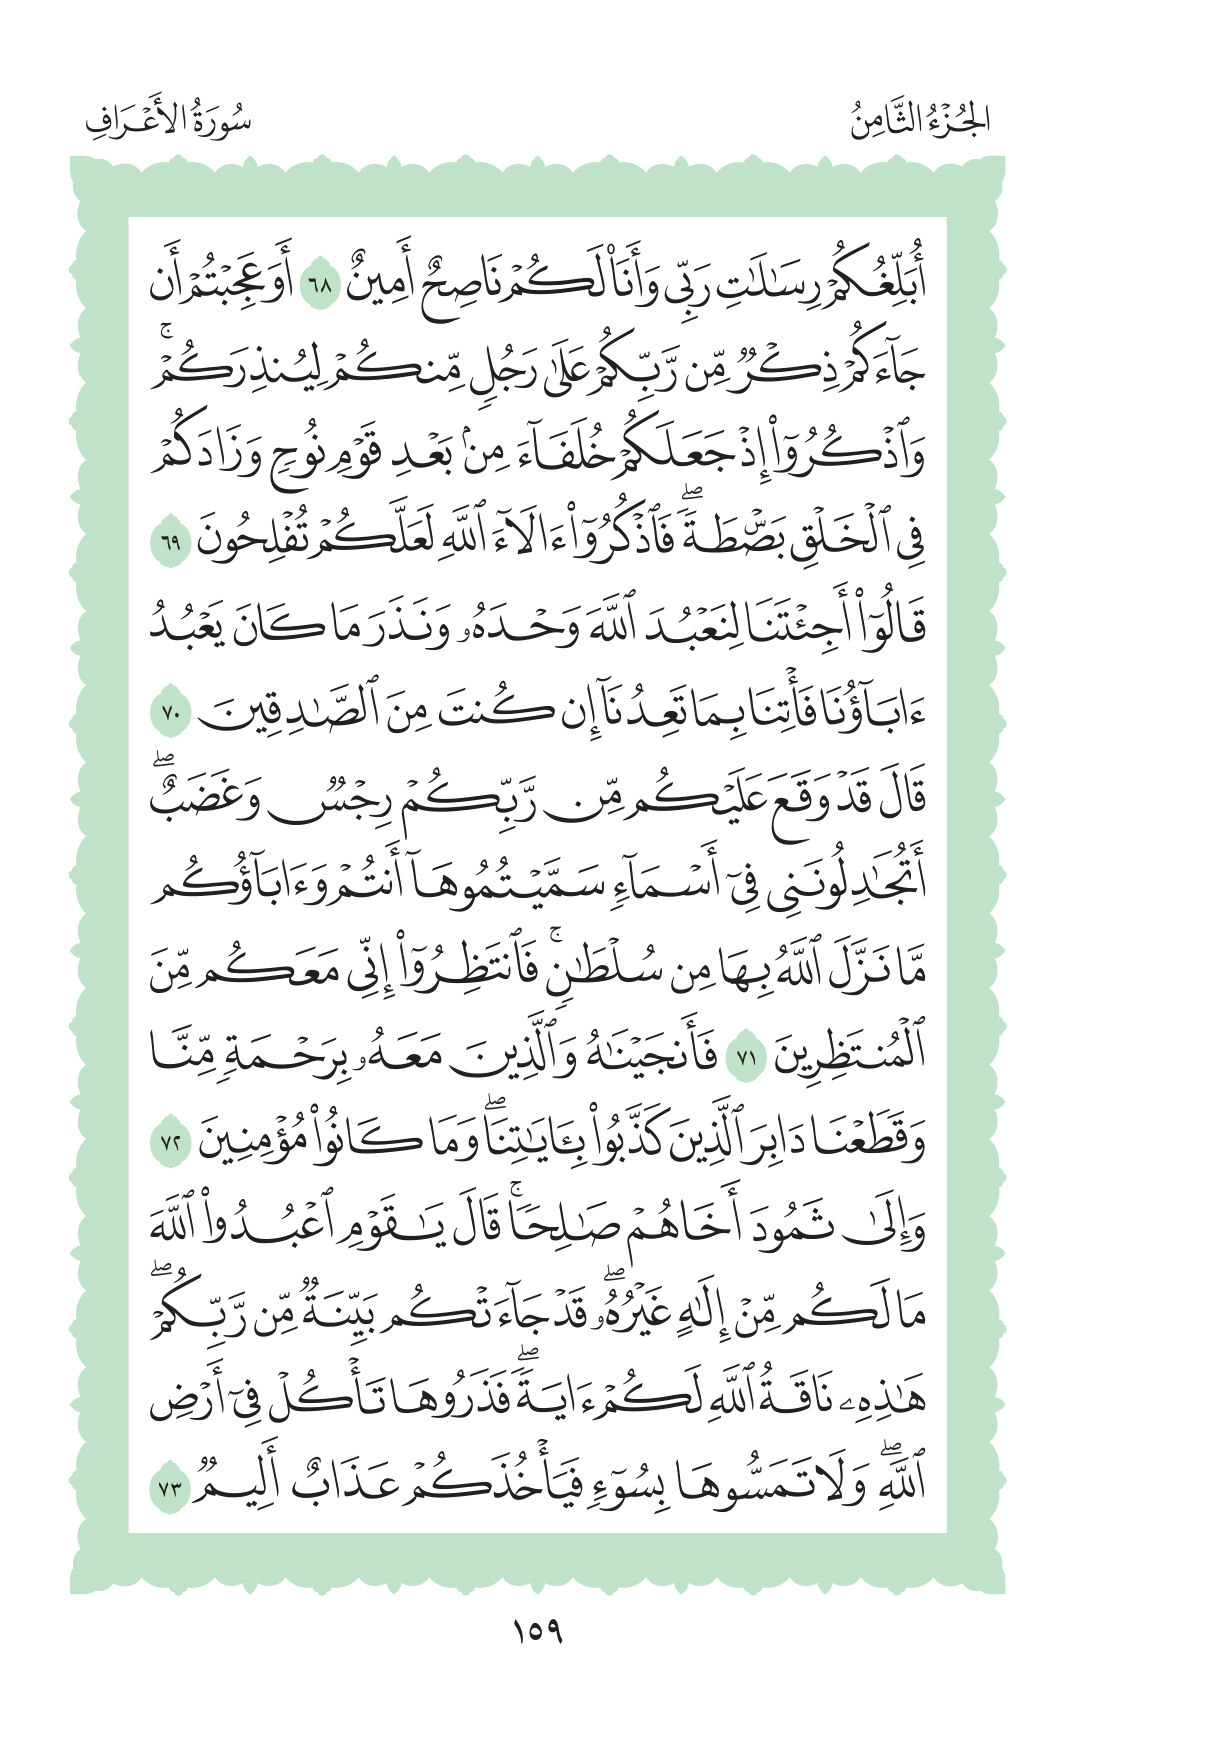 الجُزْءُ الثَّامِنُ
سُورَةُ الأَعْرَافِ
أُبَلِّغُكُمْ رِسَٰلَٰتِ رَبِّى وَأَنَا۠ لَكُمْ نَاصِحٌ أَمِينٌ ٦٨ أَوَعَجِبْتُمْ أَن
جَآءَكُمْ ذِكْرٌ مِّن رَّبِّكُمْ عَلَىٰ رَجُلٍ مِّنكُمْ لِيُنذِرَكُمْ ۚ
وَٱذْكُرُوٓا۟ إِذْ جَعَلَكُمْ خُلَفَآءَ مِنۢ بَعْدِ قَوْمِ نُوحٍ وَزَادَكُمْ
فِى ٱلْخَلْقِ بَصْۜطَةً ۖ فَٱذْكُرُوٓا۟ ءَالَآءَ ٱللَّهِ لَعَلَّكُمْ تُفْلِحُونَ ٦٩
قَالُوٓا۟ أَجِئْتَنَا لِنَعْبُدَ ٱللَّهَ وَحْدَهُۥ وَنَذَرَ مَا كَانَ يَعْبُدُ
ءَابَآؤُنَا فَأْتِنَا بِمَا تَعِدُنَآ إِن كُنتَ مِنَ ٱلصَّٰدِقِينَ ٧٠
قَالَ قَدْ وَقَعَ عَلَيْكُم مِّن رَّبِّكُمْ رِجْسٌ وَغَضَبٌ ۖ
أَتُجَٰدِلُونَنِى فِىٓ أَسْمَآءٍ سَمَّيْتُمُوهَآ أَنتُمْ وَءَابَآؤُكُم
مَّا نَزَّلَ ٱللَّهُ بِهَا مِن سُلْطَٰنٍ ۚ فَٱنتَظِرُوٓا۟ إِنِّى مَعَكُم مِّنَ
ٱلْمُنتَظِرِينَ ٧١ فَأَنجَيْنَٰهُ وَٱلَّذِينَ مَعَهُۥ بِرَحْمَةٍ مِّنَّا
وَقَطَعْنَا دَابِرَ ٱلَّذِينَ كَذَّبُوا۟ بِـَٔايَٰتِنَا ۖ وَمَا كَانُوا۟ مُؤْمِنِينَ ٧٢
وَإِلَىٰ ثَمُودَ أَخَاهُمْ صَٰلِحًا ۚ قَالَ يَٰقَوْمِ ٱعْبُدُوا۟ ٱللَّهَ
مَا لَكُم مِّنْ إِلَٰهٍ غَيْرُهُۥ ۖ قَدْ جَآءَتْكُم بَيِّنَةٌ مِّن رَّبِّكُمْ ۖ
هَٰذِهِۦ نَاقَةُ ٱللَّهِ لَكُمْ ءَايَةً ۖ فَذَرُوهَا تَأْكُلْ فِىٓ أَرْضِ
ٱللَّهِ ۖ وَلَا تَمَسُّوهَا بِسُوٓءٍ فَيَأْخُذَكُمْ عَذَابٌ أَلِيمٌ ٧٣
١٥٩